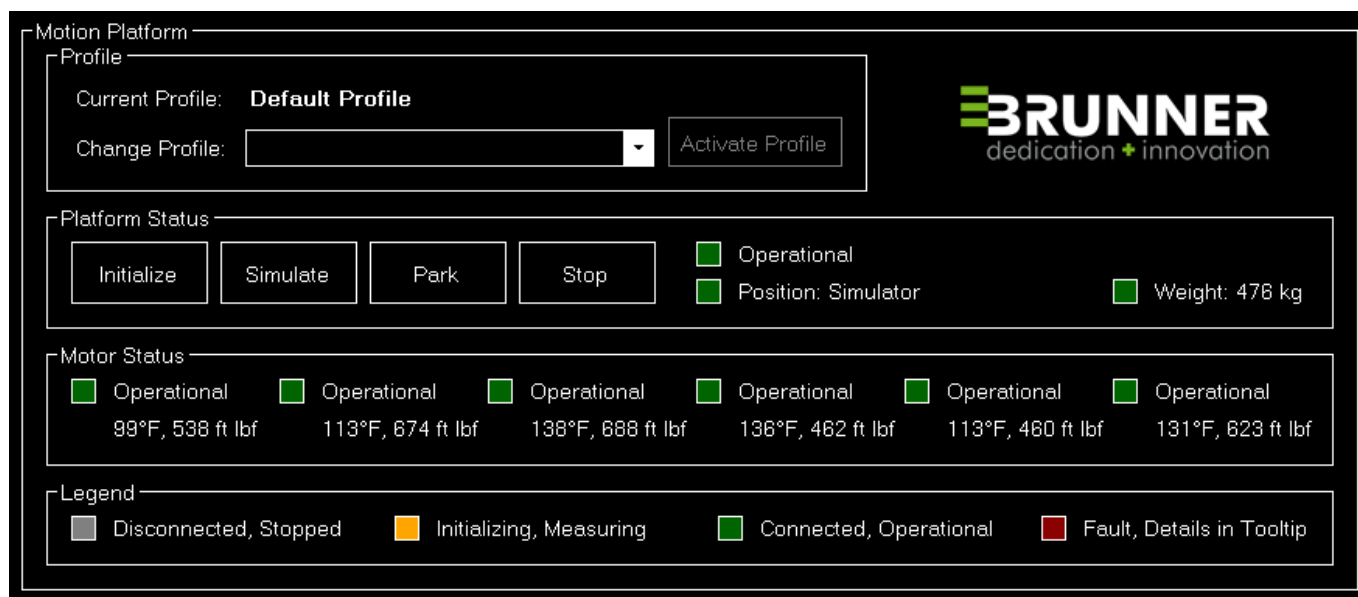 Motion Platform
Profile
Current Profile: Default Profile
Change Profile: Activate Profile
BRUNNER
dedication + innovation
Platform Status
Initialize Simulate Park Stop
Operational
Position: Simulator
Weight: 476 kg
Motor Status
Operational Operational Operational Operational Operational Operational
99°F, 538 ft lbf 113°F, 674 ft lbf 138°F, 688 ft lbf 136°F, 462 ft lbf 113°F, 460 ft lbf 131°F, 623 ft lbf
Legend
Disconnected, Stopped Initializing, Measuring Connected, Operational Fault, Details in Tooltip